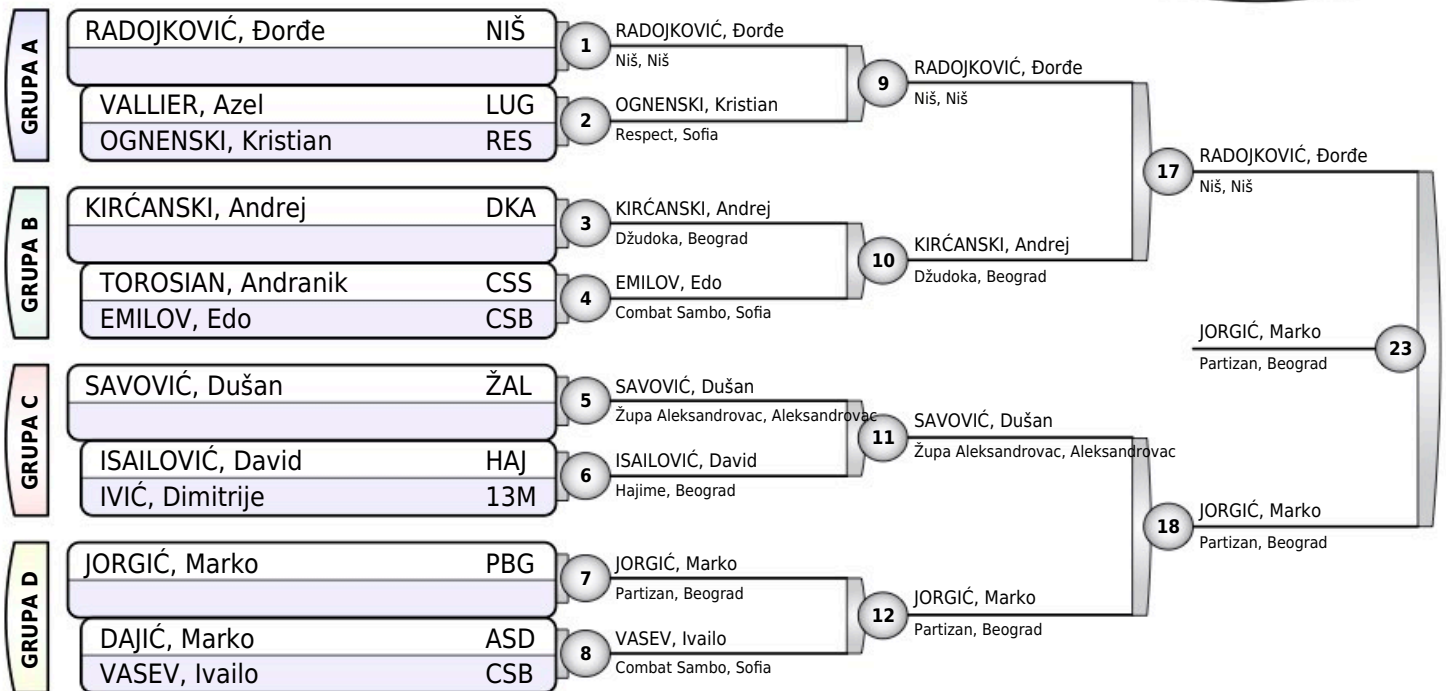 GRUPA A
RADOJKOVIĆ, Đorđe NIŠ
VALLIER, Azel LUG
OGNENSKI, Kristian RES
1
RADOJKOVIĆ, Đorđe
Niš, Niš
2
OGNENSKI, Kristian
Respect, Sofia
9
RADOJKOVIĆ, Đorđe
Niš, Niš
GRUPA B
KIRĆANSKI, Andrej DKA
TOROSIAN, Andranik CSS
EMILOV, Edo CSB
3
KIRĆANSKI, Andrej
Džudoka, Beograd
4
EMILOV, Edo
Combat Sambo, Sofia
10
KIRĆANSKI, Andrej
Džudoka, Beograd
17
RADOJKOVIĆ, Đorđe
Niš, Niš
GRUPA C
SAVOVIĆ, Dušan ŽAL
ISAILOVIĆ, David HAJ
IVIĆ, Dimitrije 13M
5
SAVOVIĆ, Dušan
Župa Aleksandrovac, Aleksandrovac
6
ISAILOVIĆ, David
Hajime, Beograd
11
SAVOVIĆ, Dušan
Župa Aleksandrovac, Aleksandrovac
GRUPA D
JORGIĆ, Marko PBG
DAJIĆ, Marko ASD
VASEV, Ivailo CSB
7
JORGIĆ, Marko
Partizan, Beograd
8
VASEV, Ivailo
Combat Sambo, Sofia
12
JORGIĆ, Marko
Partizan, Beograd
18
JORGIĆ, Marko
Partizan, Beograd
JORGIĆ, Marko
Partizan, Beograd
23